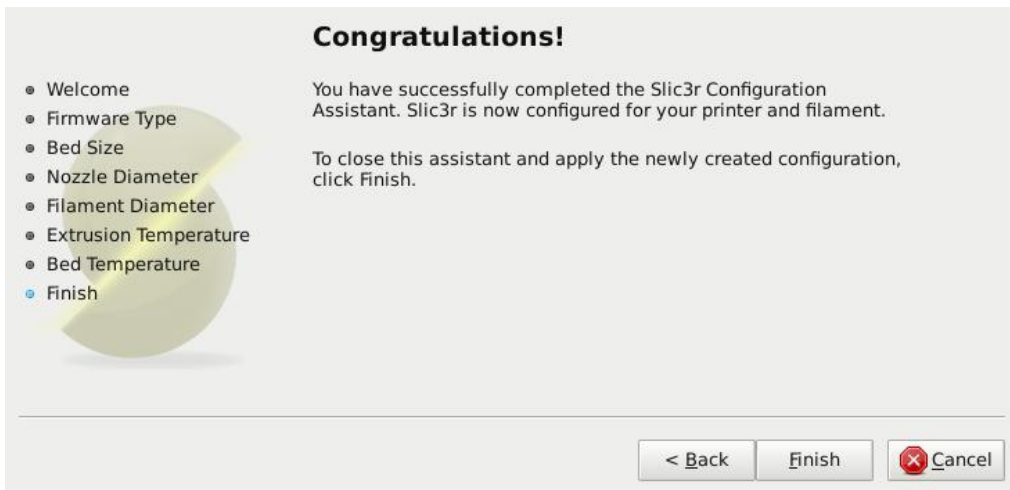 Congratulations!
Welcome
Firmware Type
Bed Size
Nozzle Diameter
Filament Diameter
Extrusion Temperature
Bed Temperature
Finish
You have successfully completed the Slic3r Configuration
Assistant. Slic3r is now configured for your printer and filament.
To close this assistant and apply the newly created configuration,
click Finish.
< Back
Finish
Cancel